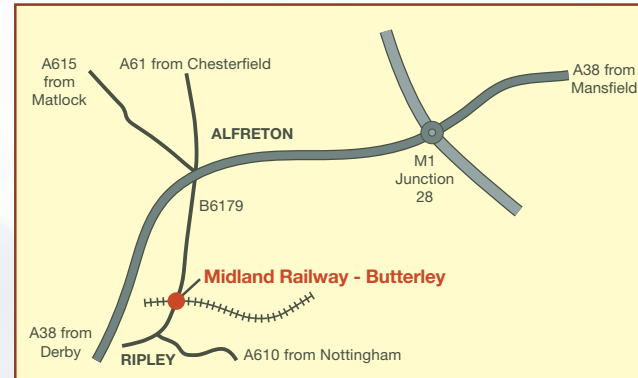 A615
from
Matlock
A61 from Chesterfield
A38 from
Mansfield
ALFRETON
M1
Junction
28
B6179
Midland Railway - Butterley
A38 from
Derby
RIPLEY
A610 from Nottingham